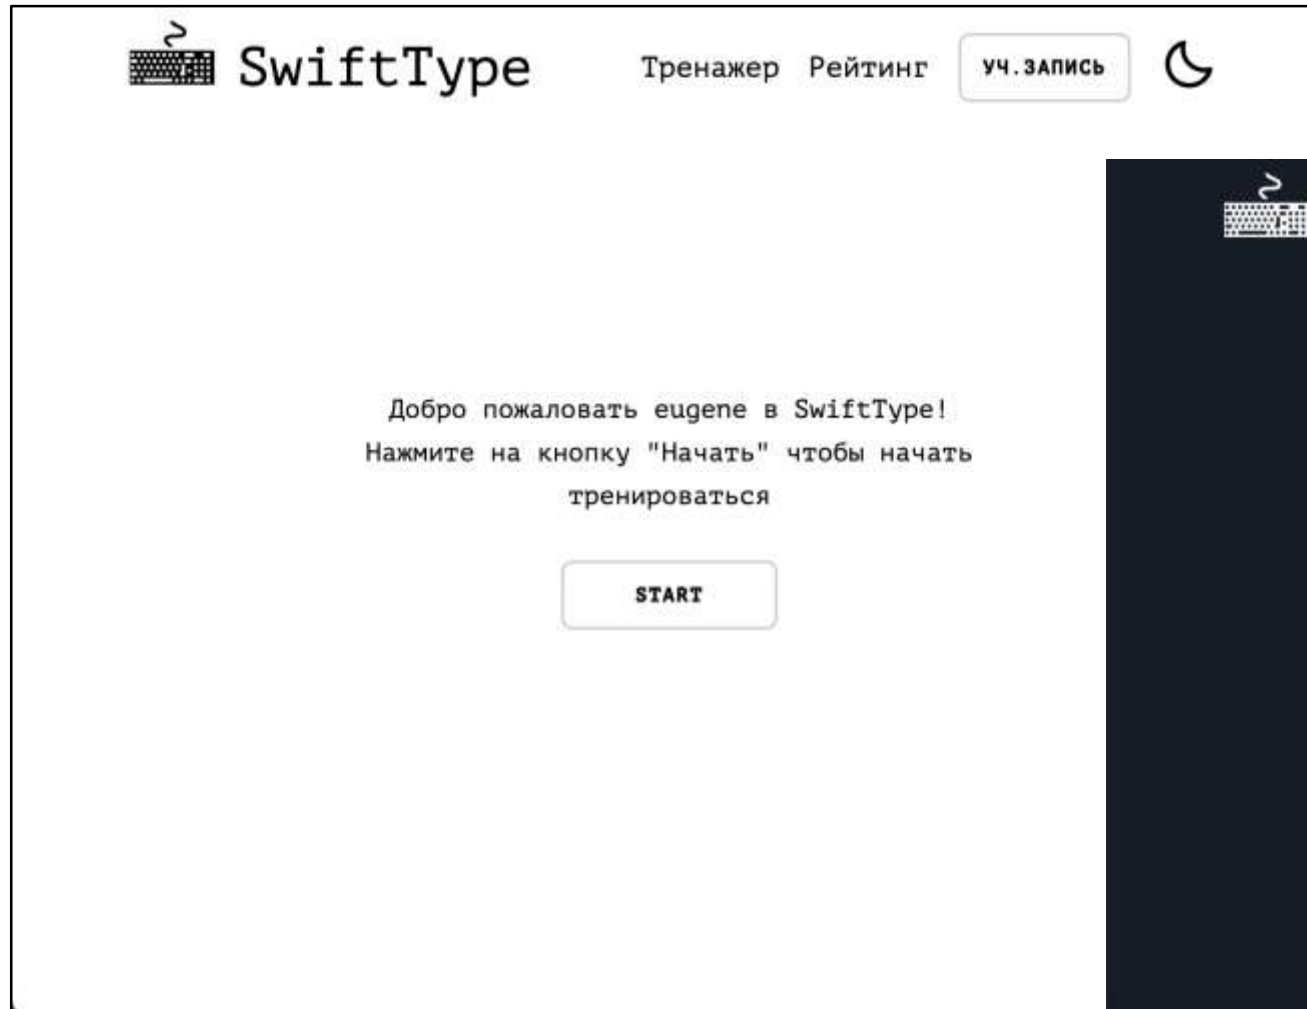 SwiftType
Тренажер Рейтинг УЧ.ЗАПИСЬ
Добро пожаловать eugene в SwiftType!
Нажмите на кнопку "Начать" чтобы начать
тренироваться
START